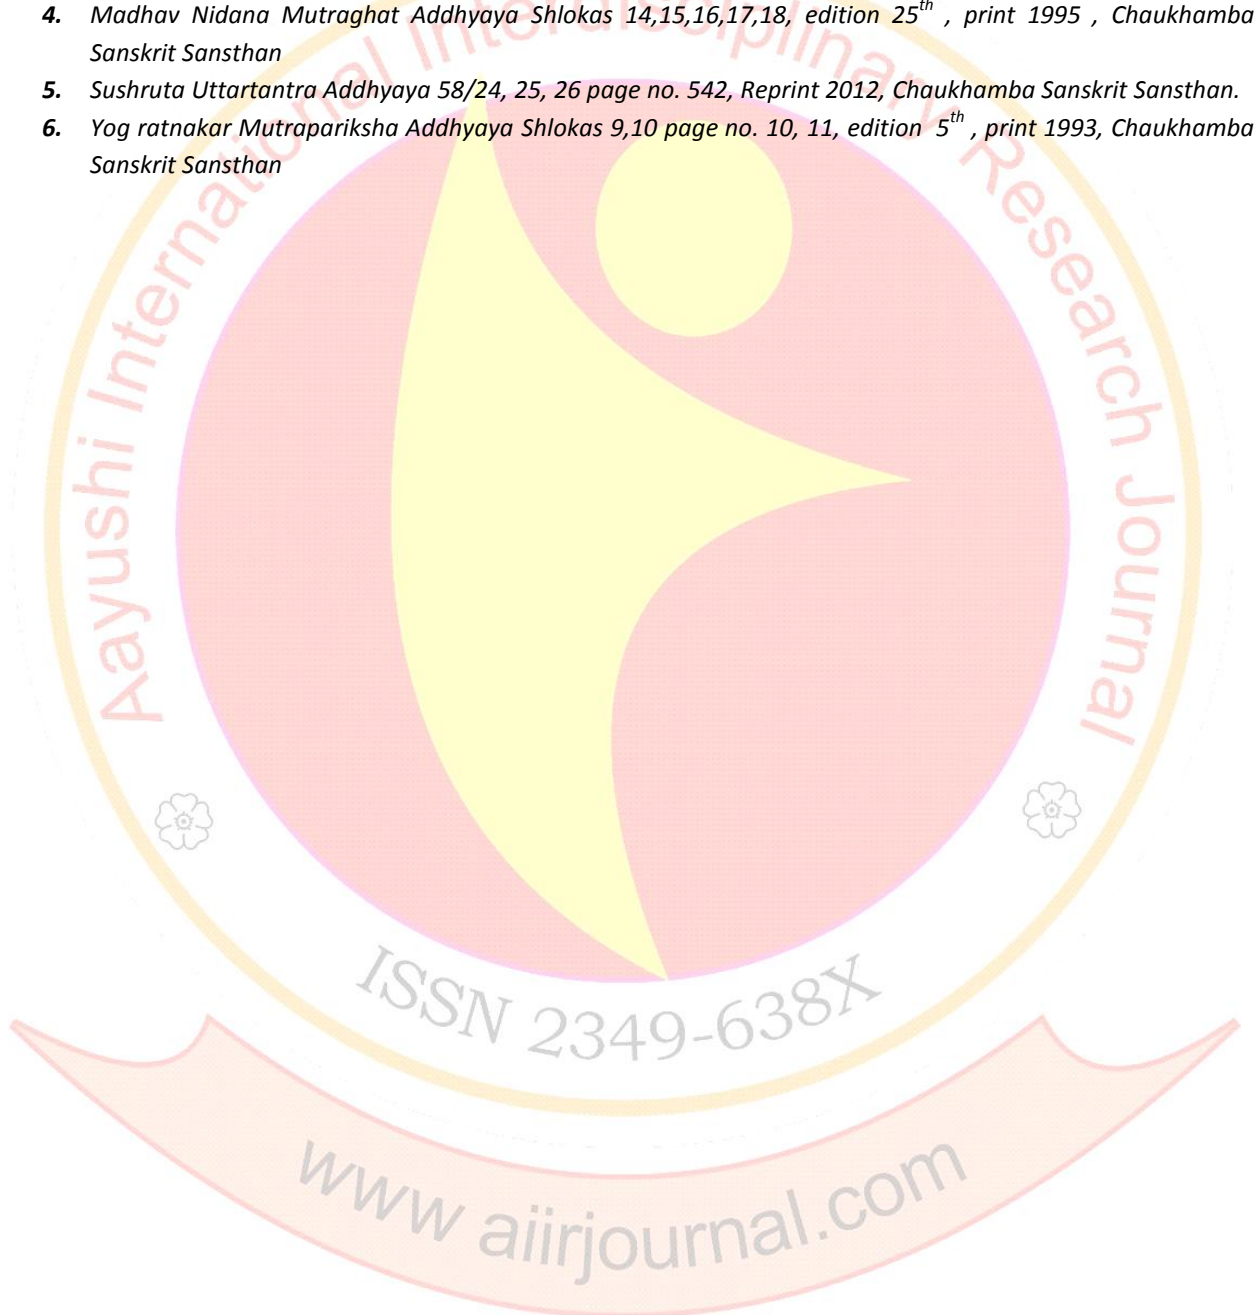 4. Madhav Nidana Mutraghat Addhyaya Shlokas 14,15,16,17,18, edition 25th , print 1995 , Chaukhamba
Sanskrit Sansthan
5. Sushruta Uttartantra Addhyaya 58/24, 25, 26 page no. 542, Reprint 2012, Chaukhamba Sanskrit Sansthan.
6. Yog ratnakar Mutrapariksha Addhyaya Shlokas 9,10 page no. 10, 11, edition 5th , print 1993, Chaukhamba
Sanskrit Sansthan
Aayushi International Interdisciplinary Research Journal
ISSN 2349-638X
www aiirjournal.com